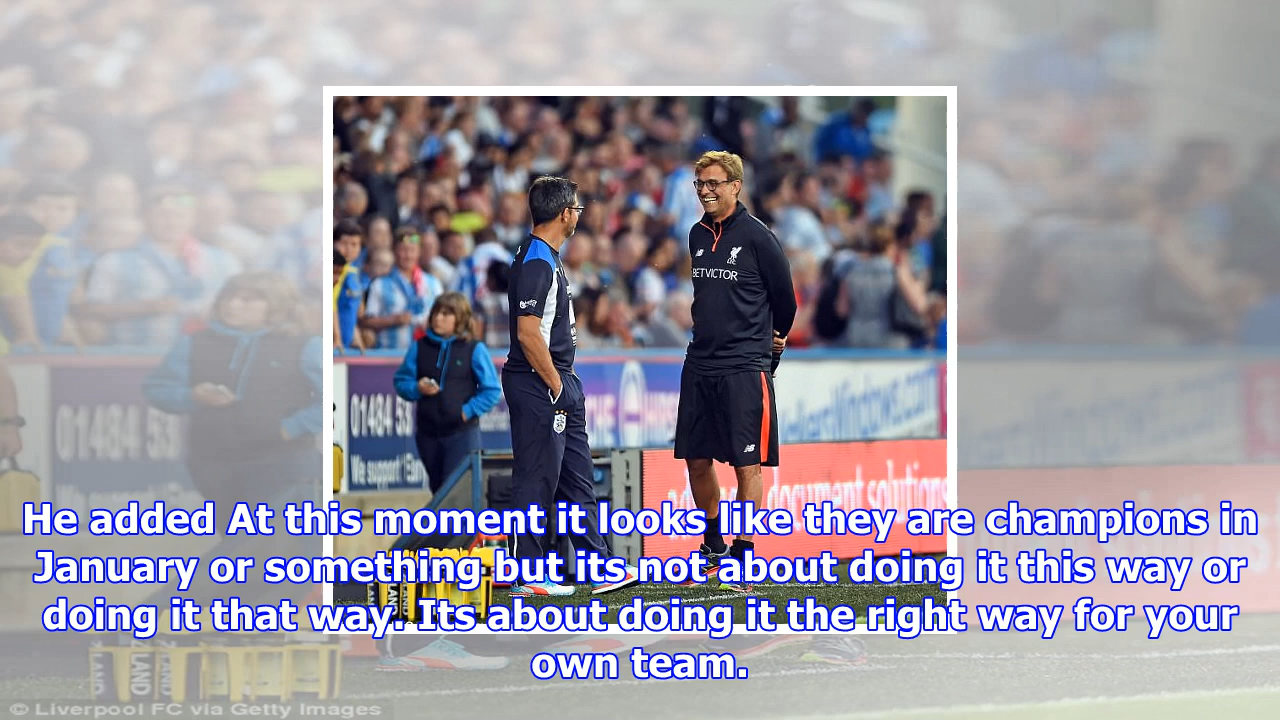 BETVICTOR
01484 53
We support
document solutions
He added At this moment it looks like they are champions in
January or something but its not about doing it this way or
doing it that way. Its about doing it the right way for your
own team.
© Liverpool FC via Getty Images